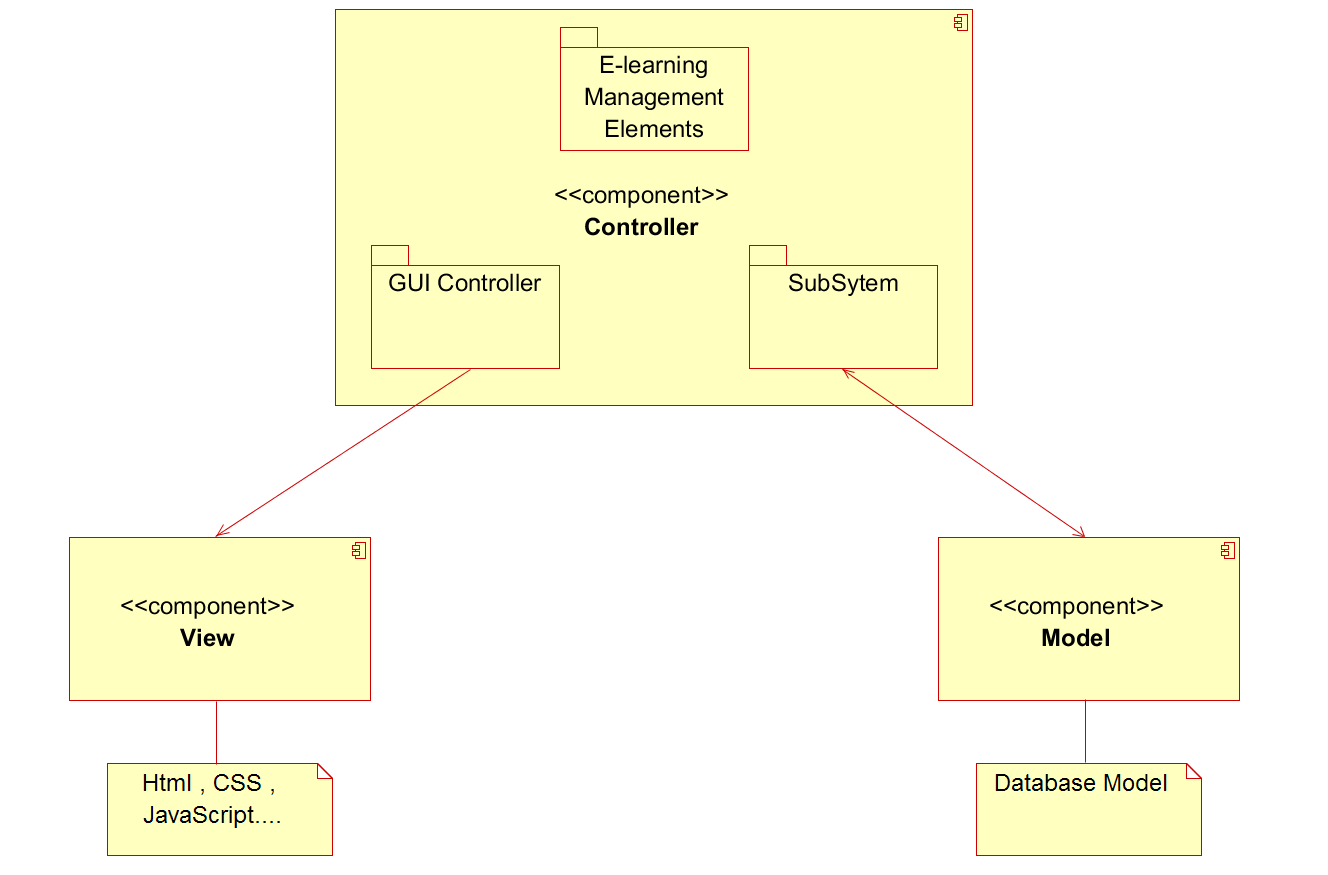 E-learning
Management
Elements
<<component>>
Controller
GUI Controller
SubSytem
<<component>>
View
<<component>>
Model
Html , CSS ,
JavaScript....
Database Model